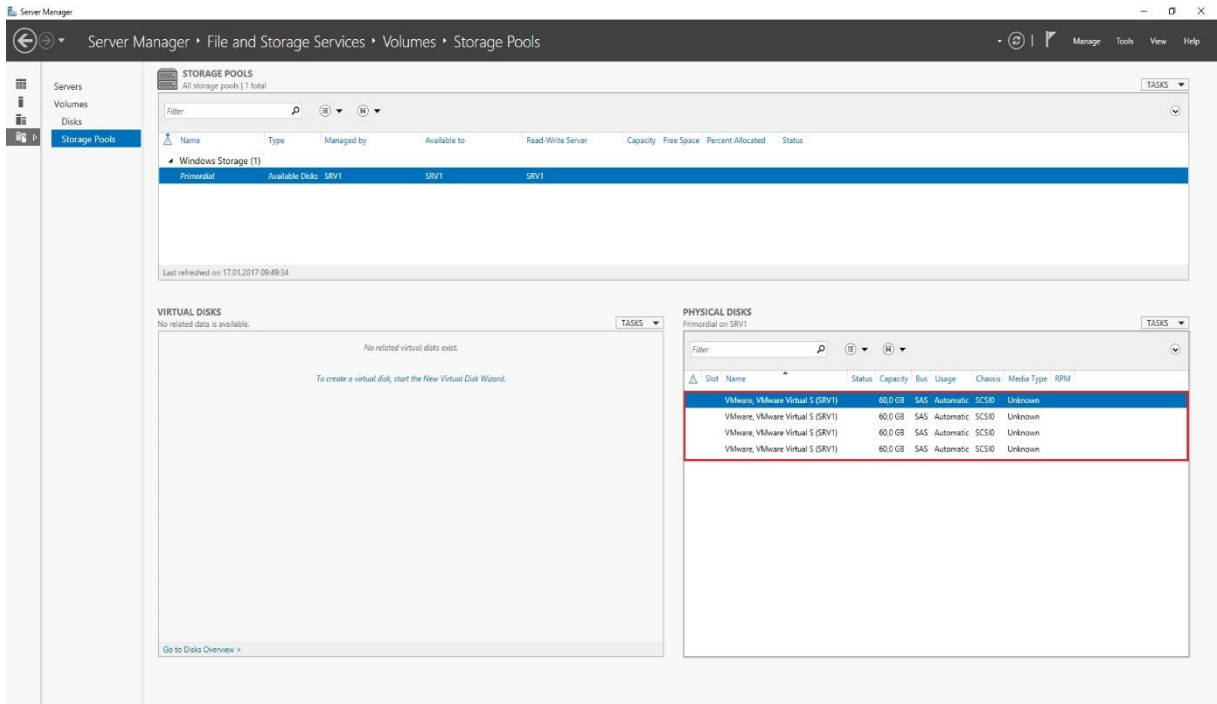 Server Manager
Server Manager ‣ File and Storage Services ‣ Volumes ‣ Storage Pools
Manage Tools View Help
Servers
Volumes
Disks
Storage Pools
STORAGE POOLS
All storage pools | 1 total
TASKS
Filter
Name Type Managed by Available to Read-Write Server Capacity Free Space Percent Allocated Status
Windows Storage (1)
Primordial Available Disks SRV1 SRV1 SRV1
Last refreshed on 17.01.2017 09:49:34
VIRTUAL DISKS
No related data is available.
TASKS
No related virtual disks exist.
To create a virtual disk, start the New Virtual Disk Wizard.
Go to Disks Overview >
PHYSICAL DISKS
Primordial on SRV1
TASKS
Filter
Slot Name Status Capacity Bus Usage Chassis Media Type RPM
VMware, VMware Virtual S (SRV1) 60,0 GB SAS Automatic SCSI0 Unknown
VMware, VMware Virtual S (SRV1) 60,0 GB SAS Automatic SCSI0 Unknown
VMware, VMware Virtual S (SRV1) 60,0 GB SAS Automatic SCSI0 Unknown
VMware, VMware Virtual S (SRV1) 60,0 GB SAS Automatic SCSI0 Unknown